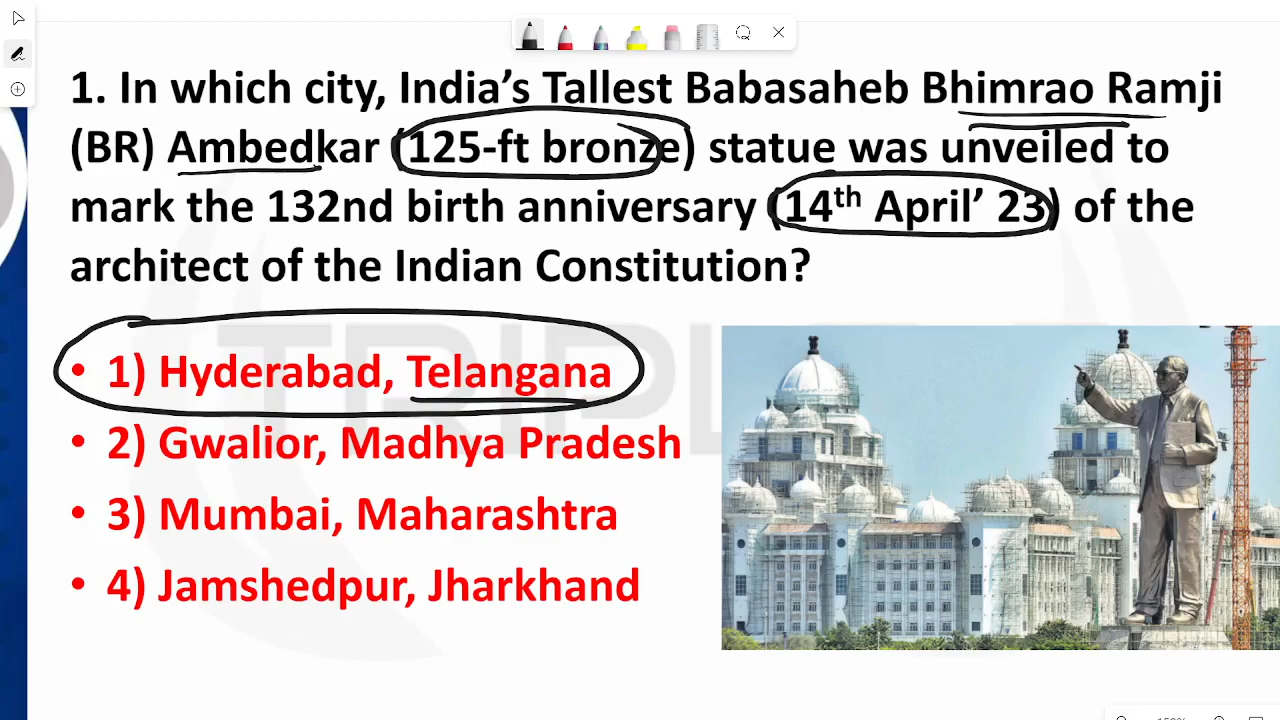 1. In which city, India’s Tallest Babasaheb Bhimrao Ramji
(BR) Ambedkar (125-ft bronze) statue was unveiled to
mark the 132nd birth anniversary (14th April’ 23) of the
architect of the Indian Constitution?
• 1) Hyderabad, Telangana
• 2) Gwalior, Madhya Pradesh
• 3) Mumbai, Maharashtra
• 4) Jamshedpur, Jharkhand